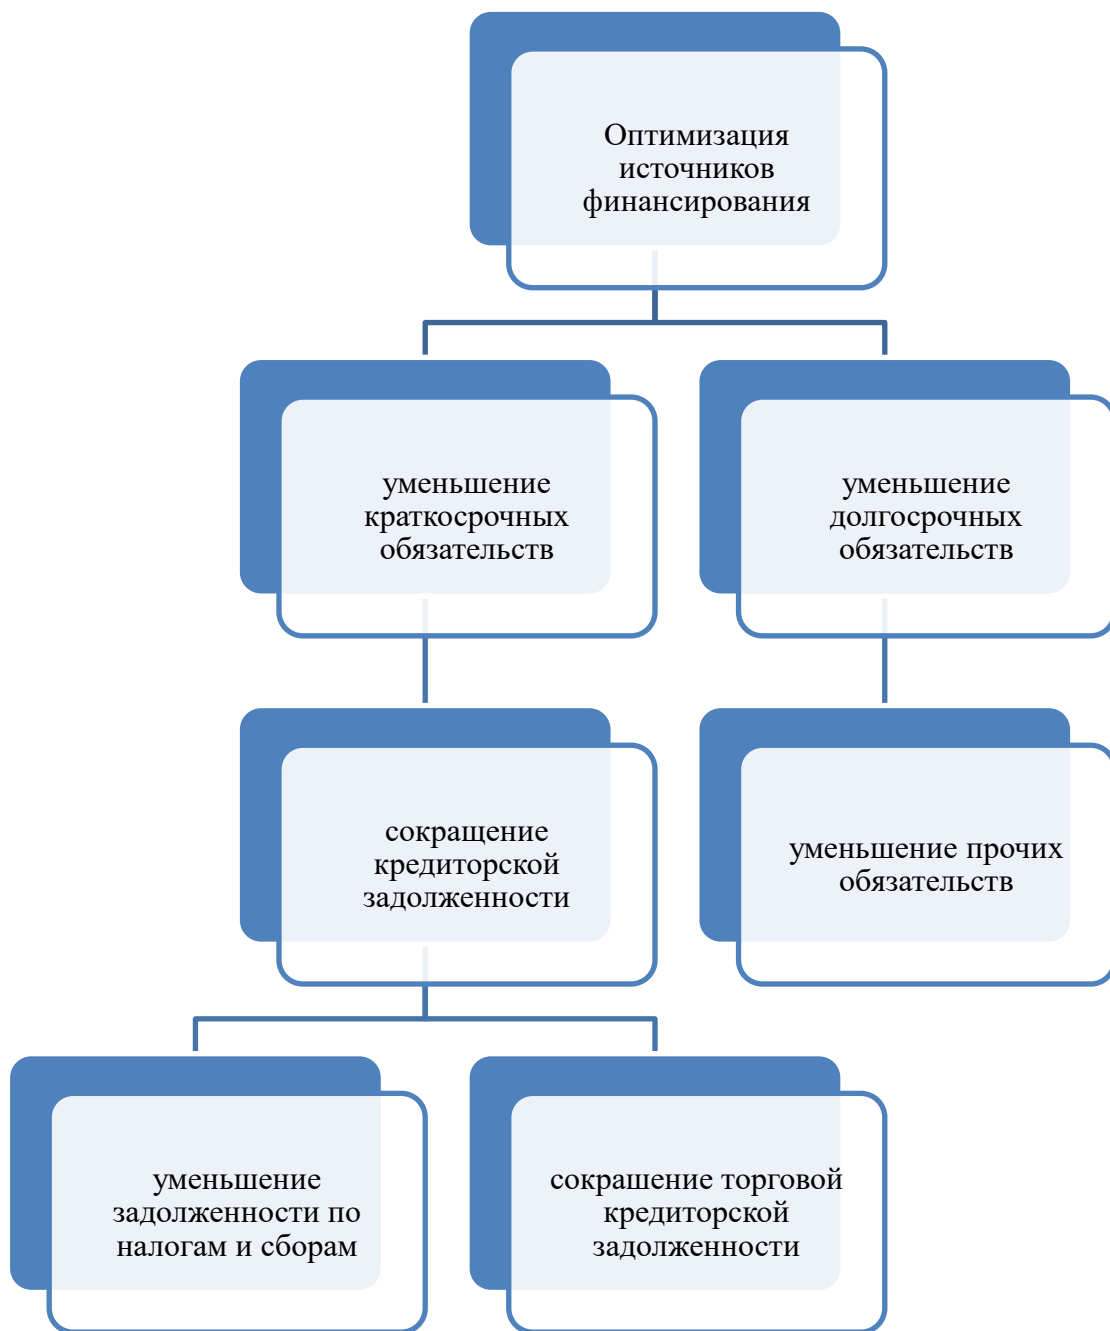 Оптимизация
источников
финансирования
уменьшение
краткосрочных
обязательств
уменьшение
долгосрочных
обязательств
сокращение
кредиторской
задолженности
уменьшение прочих
обязательств
уменьшение
задолженности по
налогам и сборам
сокрашение торговой
кредиторской
задолженности